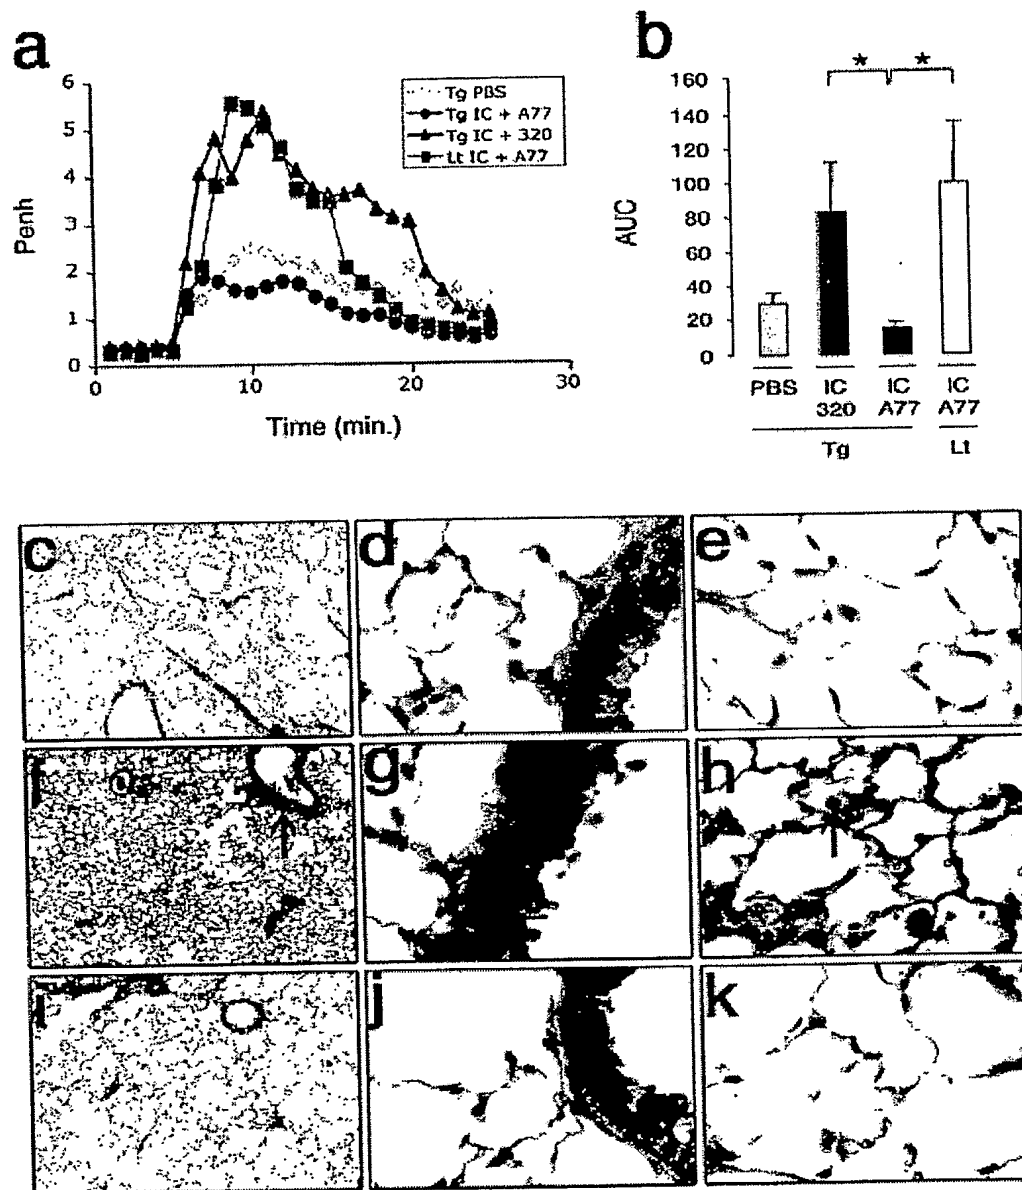 a
6
5
4
3
2
1
0
Penh
0 10 20 30
Time (min.)
Tg PBS
Tg IC + A77
Tg IC + 320
Lt IC + A77
b
* *
160
140
120
100
80
60
40
20
0
AUC
PBS IC 320 IC A77 IC A77
Tg Lt
c d e
f g h
i j k